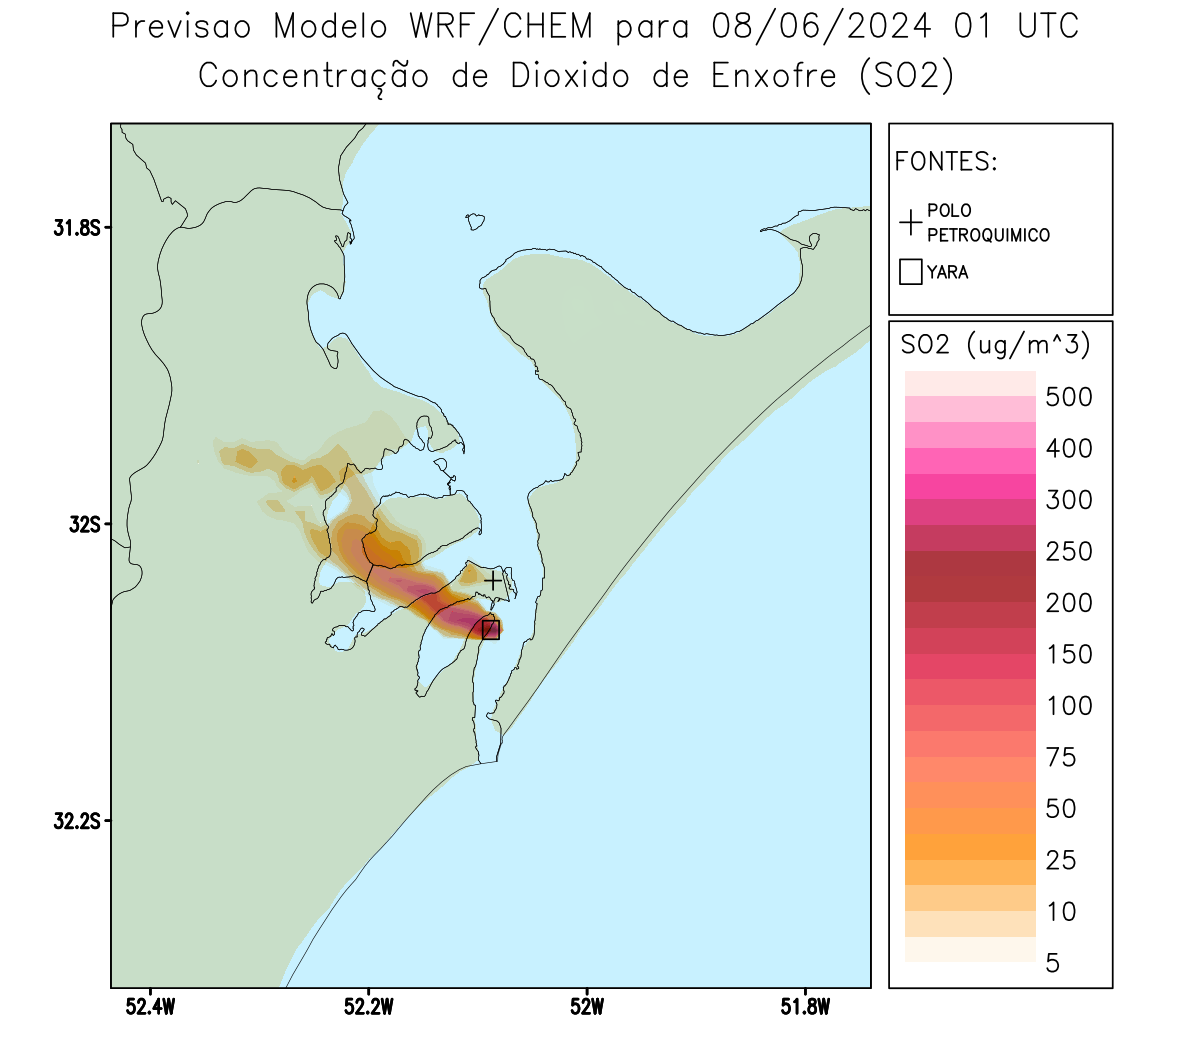 Previsao Modelo WRF/CHEM para 08/06/2024 01 UTC
Concentração de Dioxido de Enxofre (SO2)
FONTES:
POLO
PETROQUIMICO
YARA
SO2 (ug/m^3)
500
400
300
250
200
150
100
75
50
25
10
5
31.8S
32S
32.2S
52.4W
52.2W
52W
51.8W